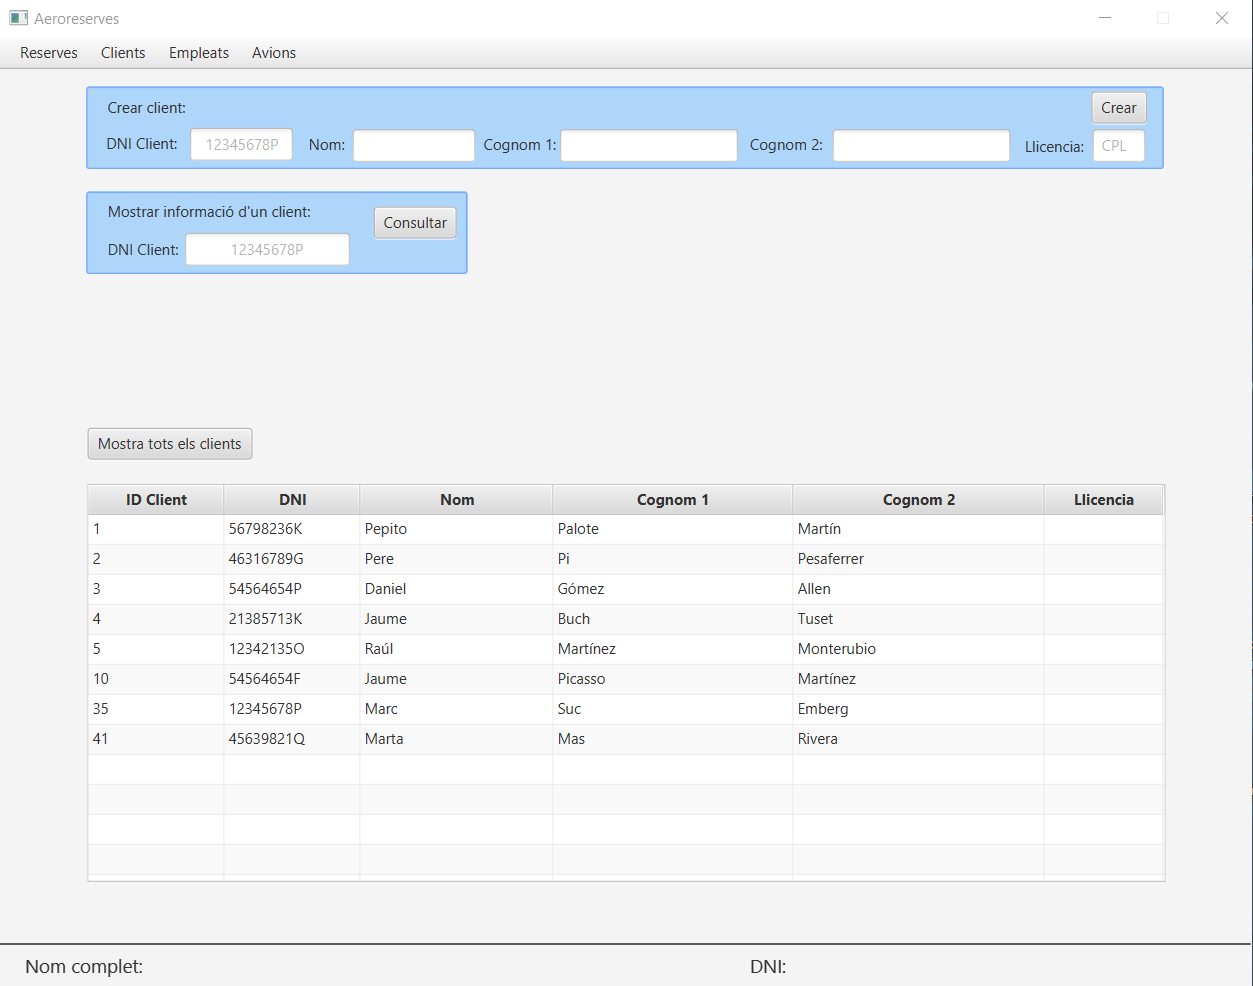 Aeroreserves
Reserves Clients Empleats Avions
Crear client: Crear
DNI Client: 12345678P Nom: Cognom 1: Cognom 2: Llicencia: CPL
Mostrar informació d'un client: Consultar
DNI Client: 12345678P
Mostra tots els clients
ID Client DNI Nom Cognom 1 Cognom 2 Llicencia
1 56798236K Pepito Palote Martín
2 46316789G Pere Pi Pesaferrer
3 54564654P Daniel Gómez Allen
4 21385713K Jaume Buch Tuset
5 12342135O Raúl Martínez Monterubio
10 54564654F Jaume Picasso Martínez
35 12345678P Marc Suc Emberg
41 45639821Q Marta Mas Rivera
Nom complet: DNI: